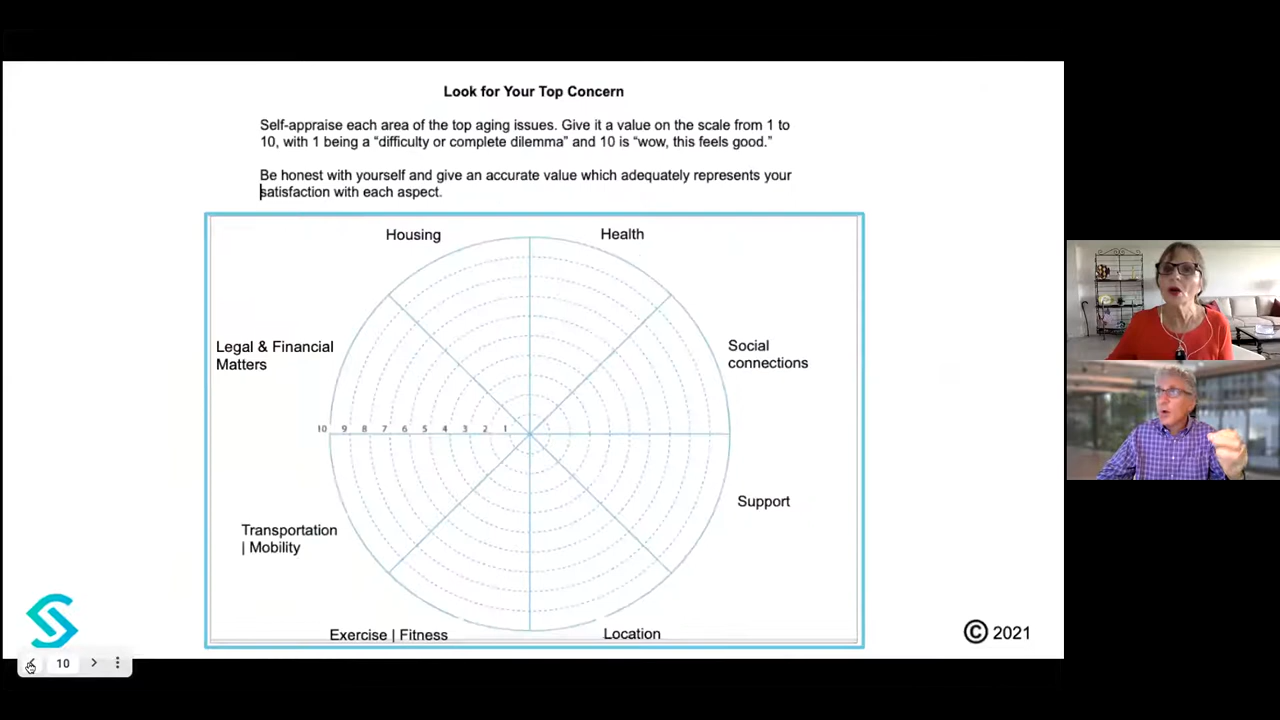 Look for Your Top Concern
Self-appraise each area of the top aging issues. Give it a value on the scale from 1 to
10, with 1 being a “difficulty or complete dilemma” and 10 is “wow, this feels good.”
Be honest with yourself and give an accurate value which adequately represents your
satisfaction with each aspect.
Housing
Health
Legal & Financial
Matters
Social
connections
10 9 8 7 6 5 4 3 2 1
Support
Transportation
| Mobility
Exercise | Fitness
Location
© 2021
10